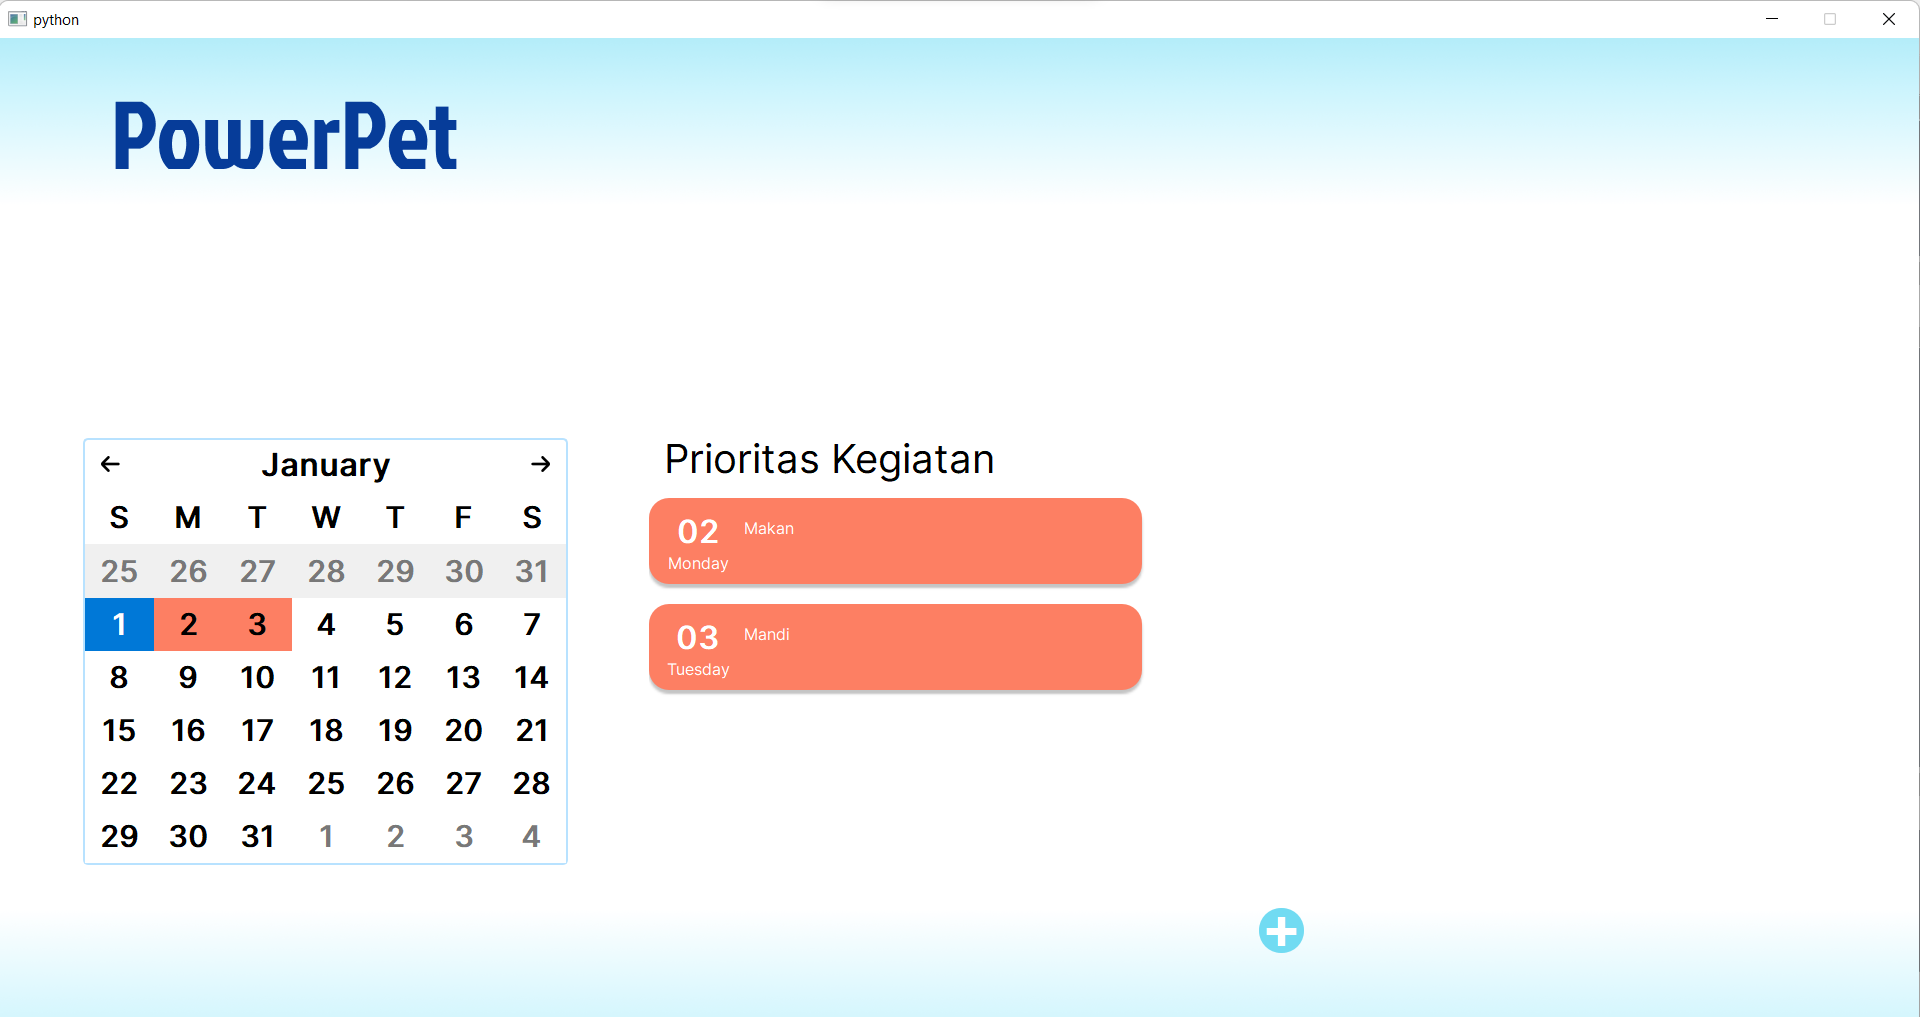 python
PowerPet
January
S M T W T F S
25 26 27 28 29 30 31
1 2 3 4 5 6 7
8 9 10 11 12 13 14
15 16 17 18 19 20 21
22 23 24 25 26 27 28
29 30 31 1 2 3 4
Prioritas Kegiatan
02 Makan
Monday
03 Mandi
Tuesday